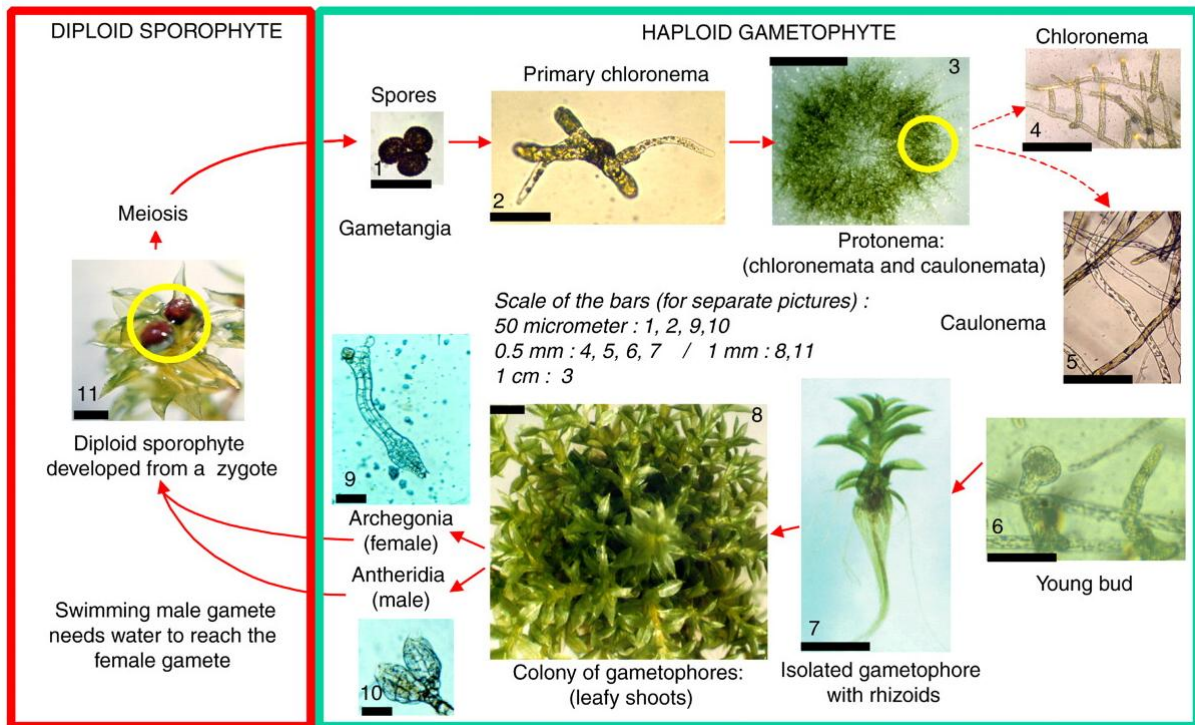 DIPLOID SPOROPHYTE
HAPLOID GAMETOPHYTE
Spores
1
Gametangia
Primary chloronema
2
3
Protonema:
(chloronemata and caulonemata)
Chloronema
4
Caulonema
5
Meiosis
11
Diploid sporophyte
developed from a zygote
Swimming male gamete
needs water to reach the
female gamete
Scale of the bars (for separate pictures) :
50 micrometer : 1, 2, 9,10
0.5 mm : 4, 5, 6, 7 / 1 mm : 8,11
1 cm : 3
9
Archegonia
(female)
Antheridia
(male)
10
8
Colony of gametophores:
(leafy shoots)
7
Isolated gametophore
with rhizoids
6
Young bud